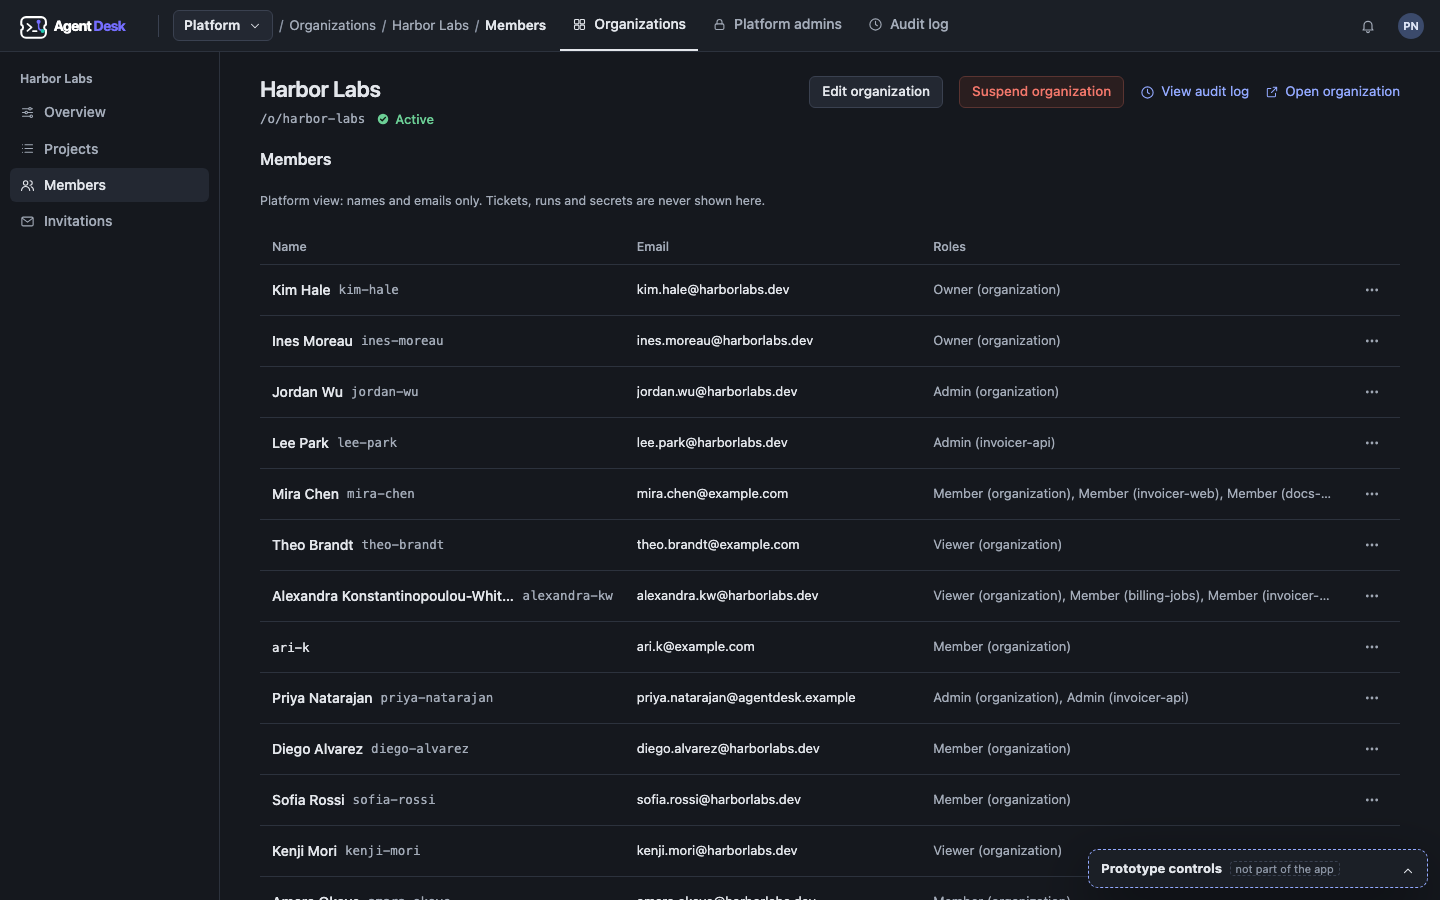 AgentDesk Platform / Organizations / Harbor Labs / Members Organizations Platform admins Audit log PN
Harbor Labs
Overview
Projects
Members
Invitations
Harbor Labs
Edit organization Suspend organization View audit log Open organization
/o/harbor-labs Active
Members
Platform view: names and emails only. Tickets, runs and secrets are never shown here.
Name Email Roles
Kim Hale kim-hale kim.hale@harborlabs.dev Owner (organization)
Ines Moreau ines-moreau ines.moreau@harborlabs.dev Owner (organization)
Jordan Wu jordan-wu jordan.wu@harborlabs.dev Admin (organization)
Lee Park lee-park lee.park@harborlabs.dev Admin (invoicer-api)
Mira Chen mira-chen mira.chen@example.com Member (organization), Member (invoicer-web), Member (docs-...
Theo Brandt theo-brandt theo.brandt@example.com Viewer (organization)
Alexandra Konstantinopoulou-Whit... alexandra-kw alexandra.kw@harborlabs.dev Viewer (organization), Member (billing-jobs), Member (invoicer-...
ari-k ari.k@example.com Member (organization)
Priya Natarajan priya-natarajan priya.natarajan@agentdesk.example Admin (organization), Admin (invoicer-api)
Diego Alvarez diego-alvarez diego.alvarez@harborlabs.dev Member (organization)
Sofia Rossi sofia-rossi sofia.rossi@harborlabs.dev Member (organization)
Kenji Mori kenji-mori kenji.mori@harborlabs.dev Viewer (organization)
Prototype controls not part of the app